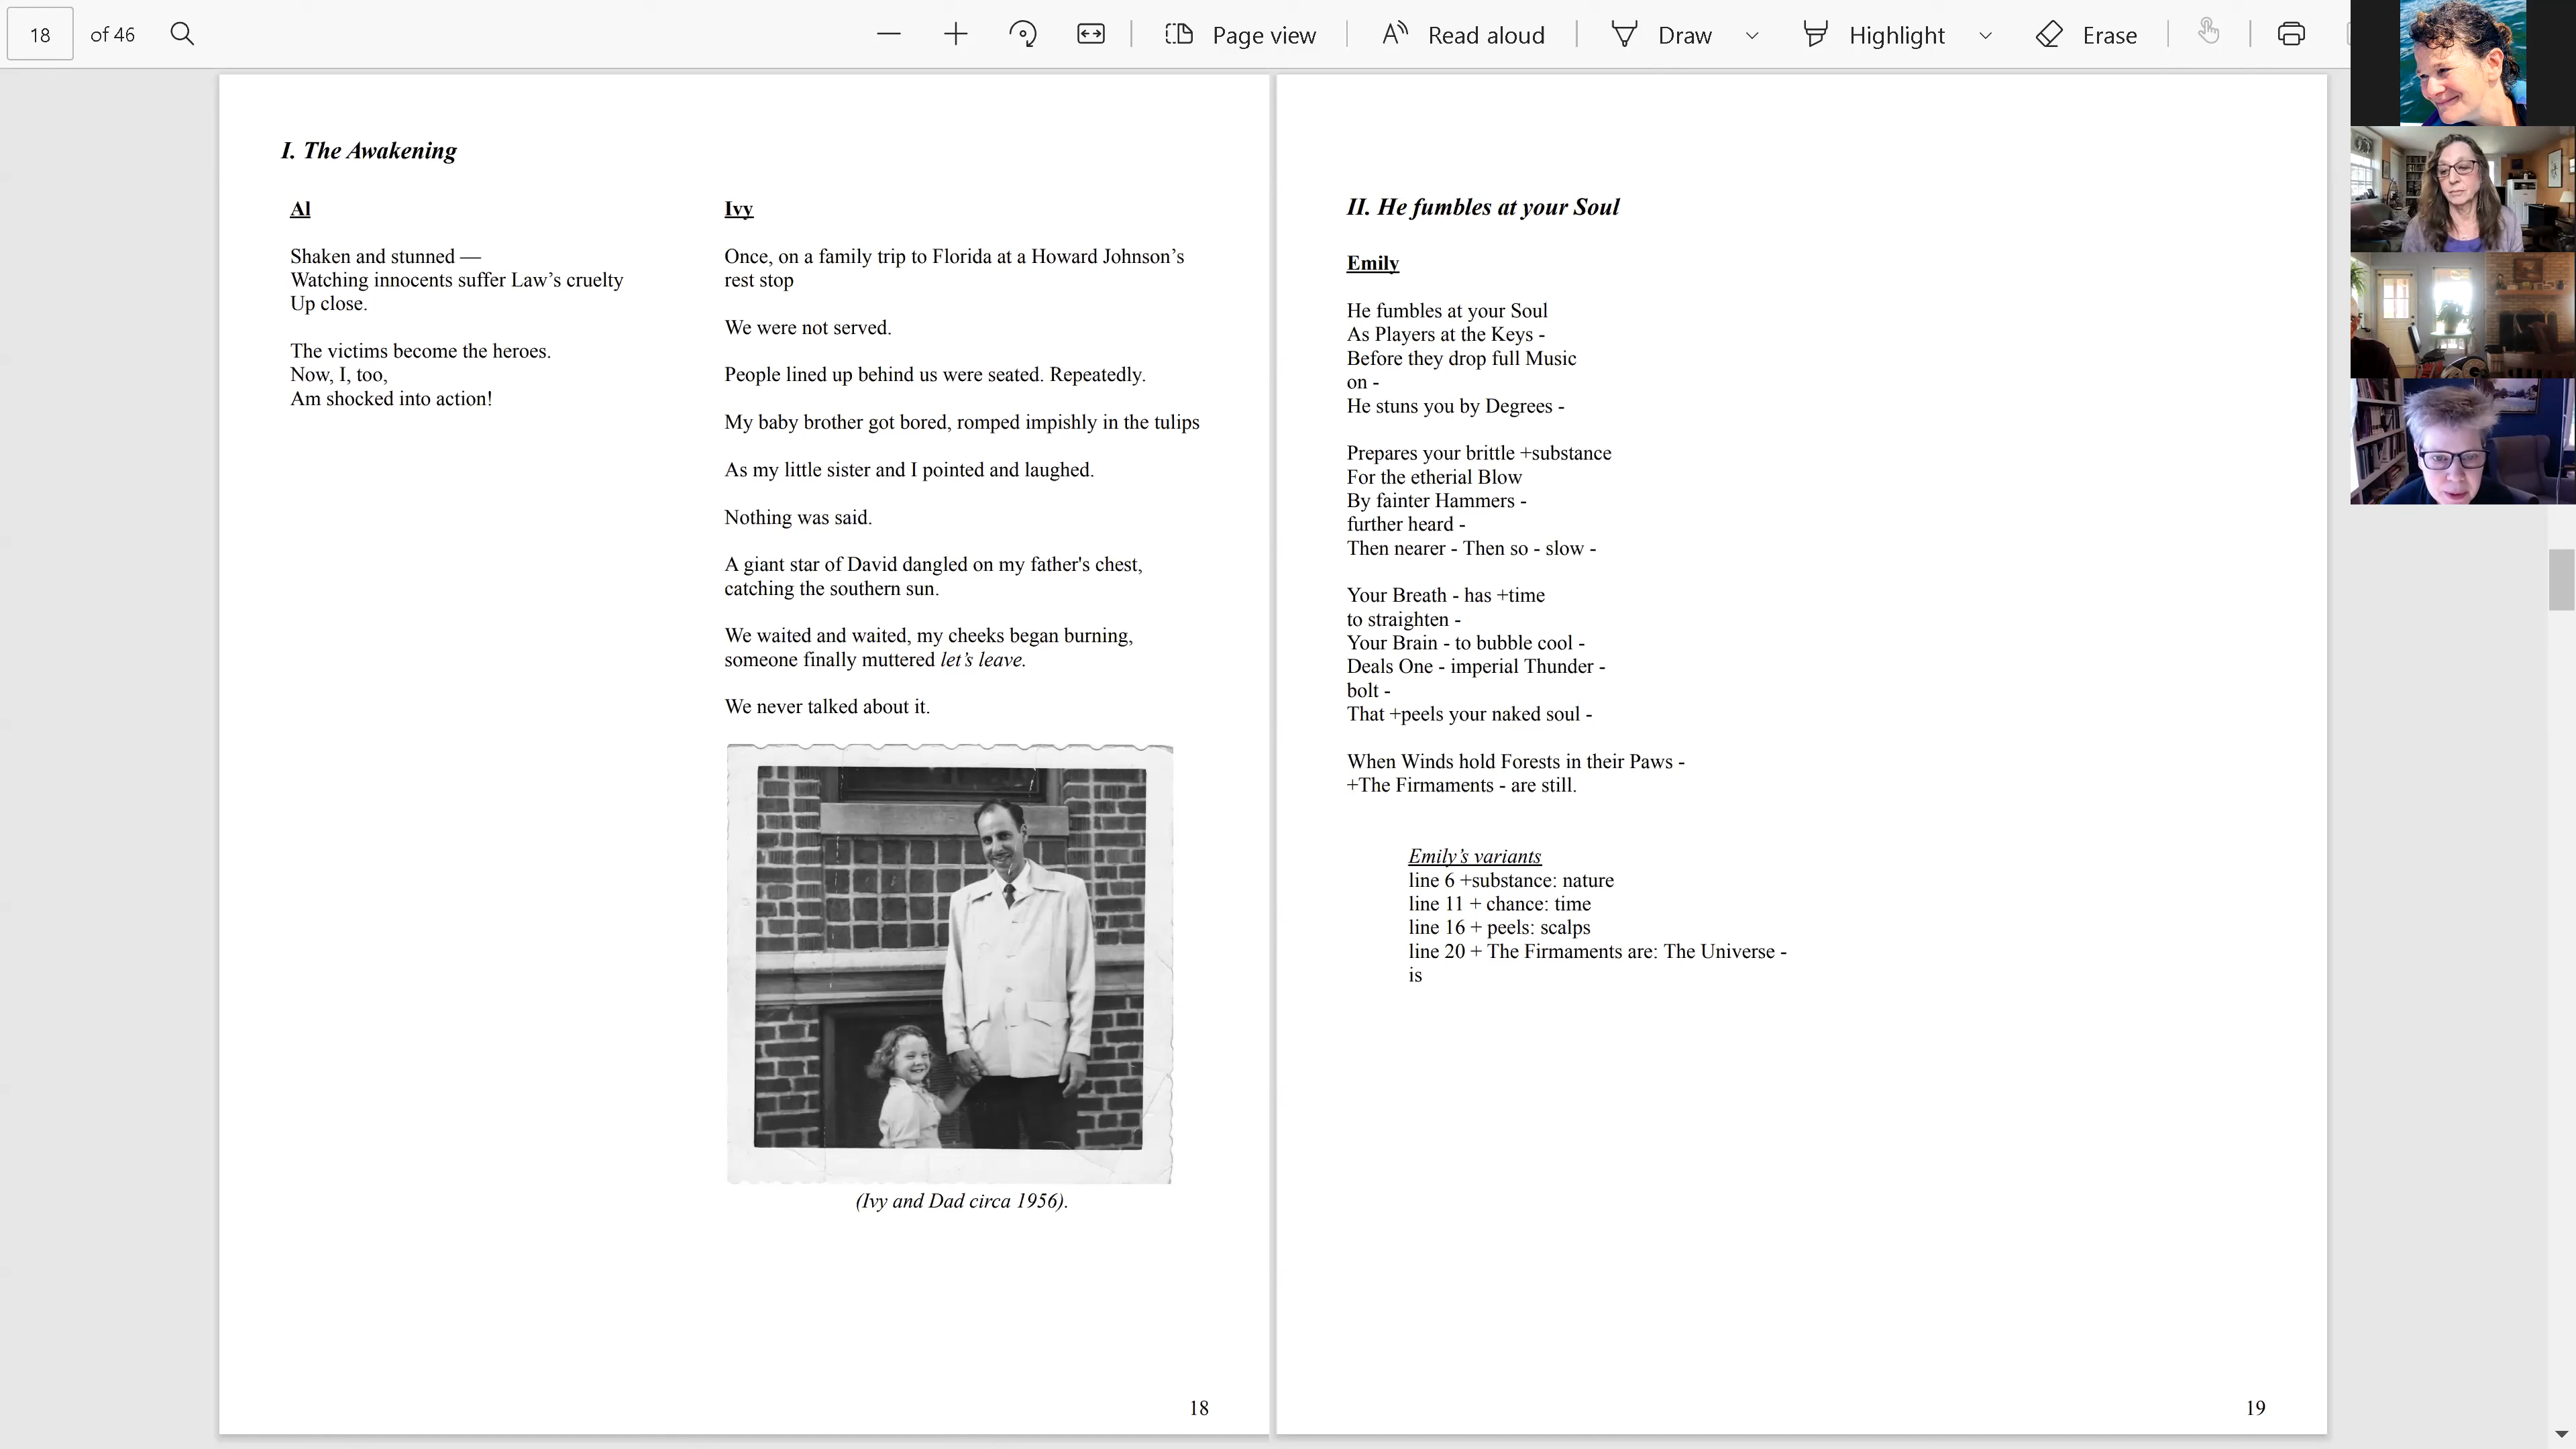 18 of 46 Page view Read aloud Draw Highlight Erase
I. The Awakening
Al
Shaken and stunned —
Watching innocents suffer Law’s cruelty
Up close.
The victims become the heroes.
Now, I, too,
Am shocked into action!
Ivy
Once, on a family trip to Florida at a Howard Johnson’s
rest stop
We were not served.
People lined up behind us were seated. Repeatedly.
My baby brother got bored, romped impishly in the tulips
As my little sister and I pointed and laughed.
Nothing was said.
A giant star of David dangled on my father's chest,
catching the southern sun.
We waited and waited, my cheeks began burning,
someone finally muttered let’s leave.
We never talked about it.
(Ivy and Dad circa 1956).
18
II. He fumbles at your Soul
Emily
He fumbles at your Soul
As Players at the Keys -
Before they drop full Music
on -
He stuns you by Degrees -
Prepares your brittle +substance
For the etherial Blow
By fainter Hammers -
further heard -
Then nearer - Then so - slow -
Your Breath - has +time
to straighten -
Your Brain - to bubble cool -
Deals One - imperial Thunder -
bolt -
That +peels your naked soul -
When Winds hold Forests in their Paws -
+The Firmaments - are still.
Emily’s variants
line 6 +substance: nature
line 11 + chance: time
line 16 + peels: scalps
line 20 + The Firmaments are: The Universe -
is
19